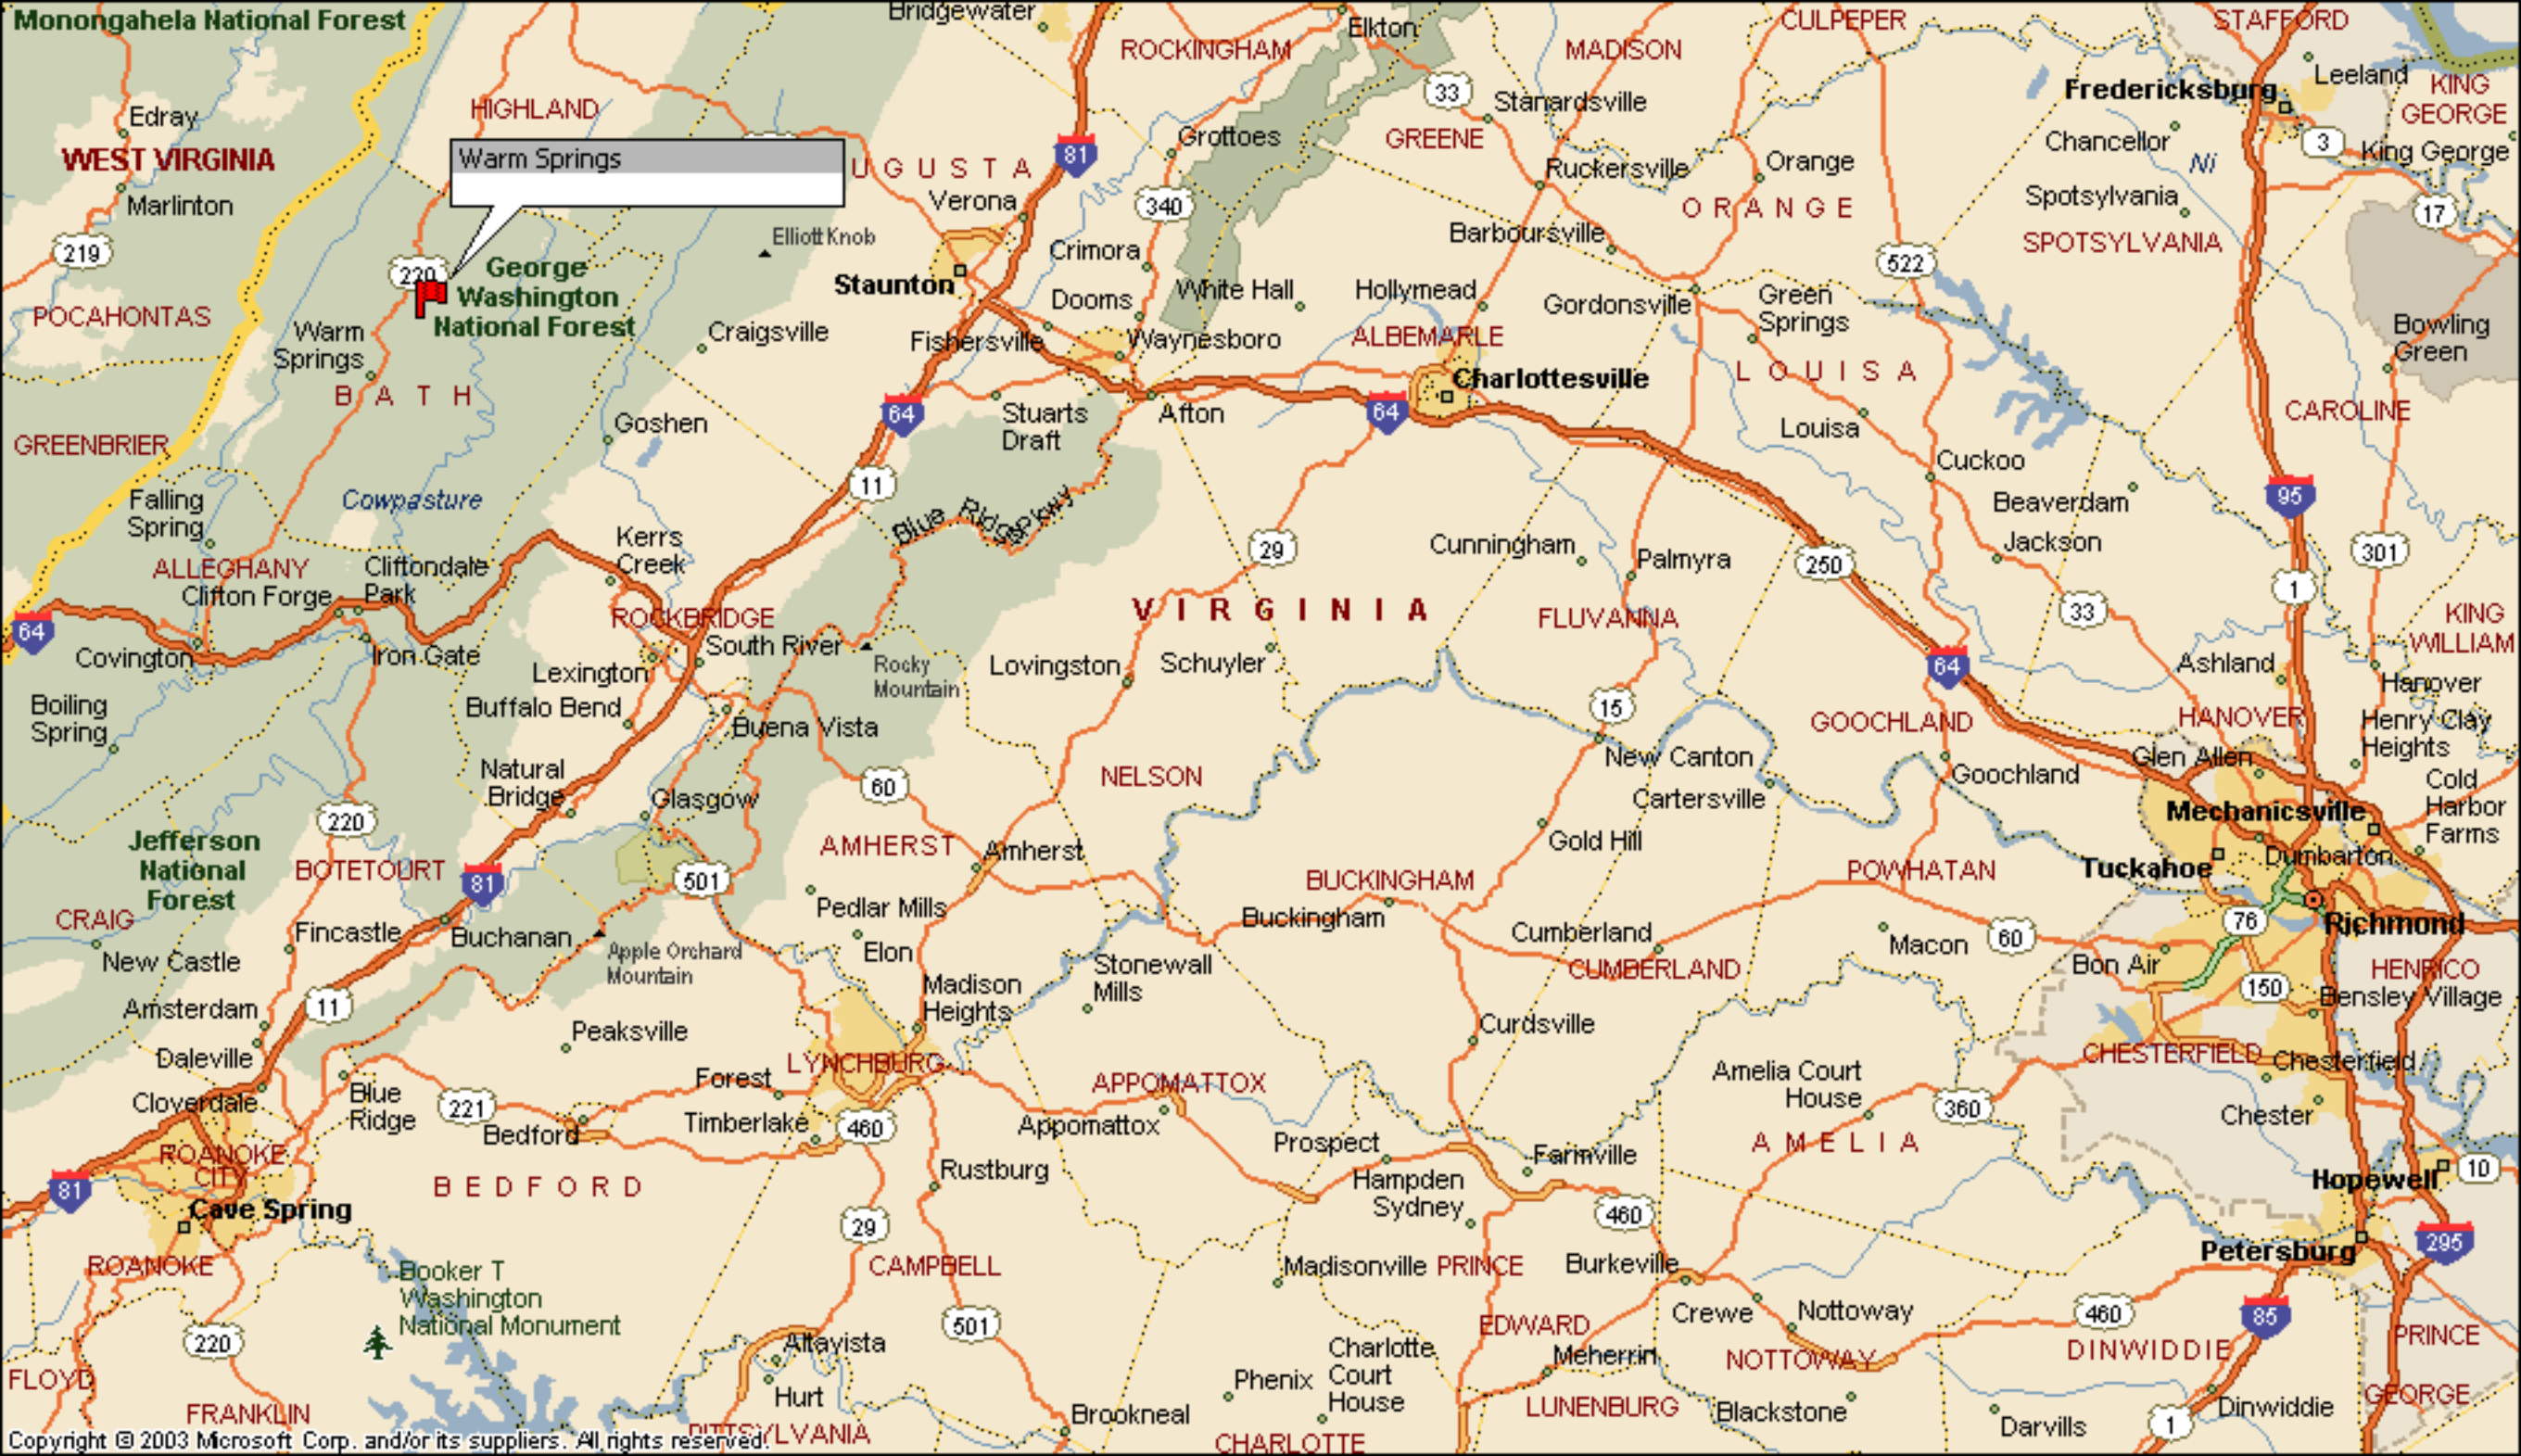 Monongahela National Forest
Bridgewater
Elkton
ROCKINGHAM
MADISON
CULPEPER
STAFFORD
Leeland
KING
GEORGE
Fredericksburg
33
Stanardsville
Edray
HIGHLAND
Warm Springs
WEST VIRGINIA
Marlinton
UGUSTA
81
Grottoes
GREENE
Ruckersville
Orange
Chancellor
Ni
3
King George
Verona
340
ORANGE
Spotsylvania
17
219
Elliott Knob
Crimora
Barboursville
522
SPOTSYLVANIA
220
George
Washington
National Forest
Staunton
Dooms
White Hall
Hollymead
Gordonsville
Green
Springs
POCAHONTAS
Warm
Springs
Craigsville
Fishersville
Waynesboro
ALBEMARLE
Bowling
Green
BATH
Charlottesville
LOUISA
64
Stuarts
Draft
Afton
64
Louisa
CAROLINE
GREENBRIER
Goshen
11
Cuckoo
Falling
Spring
Cowpasture
Blue Ridge Pkwy
Beaverdam
95
Kerrs
Creek
29
Cunningham
Palmyra
250
Jackson
301
ALLEGHANY
Cliftondale
Park
Clifton Forge
1
33
64
ROCKBRIDGE
VIRGINIA
FLUVANNA
KING
WILLIAM
Covington
Iron Gate
South River
Rocky
Mountain
Lexington
Lovingston
Schuyler
64
Ashland
Hanover
Boiling
Spring
Buffalo Bend
Buena Vista
15
GOOCHLAND
HANOVER
Henry Clay
Heights
Natural
Bridge
60
NELSON
New Canton
Goochland
Glen Allen
Cold
Harbor
Farms
Glasgow
Cartersville
Mechanicsville
220
Jefferson
National
Forest
AMHERST
Amherst
Gold Hill
Dumbarton
BOTETOURT
81
501
BUCKINGHAM
POWHATAN
Tuckahoe
CRAIG
Pedlar Mills
Buckingham
76
Richmond
Fincastle
Buchanan
Elon
Cumberland
Macon
60
New Castle
Apple Orchard
Mountain
Stonewall
Mills
CUMBERLAND
Bon Air
HENRICO
150
Bensley Village
Amsterdam
11
Madison
Heights
Peaksville
Curdsville
Daleville
LYNCHBURG
CHESTERFIELD
Chesterfield
Cloverdale
Blue
Ridge
221
Forest
APPOMATTOX
Amelia Court
House
360
Bedford
Timberlake
460
Appomattox
Chester
ROANOKE
CITY
Prospect
Farmville
AMELIA
81
BEDFORD
Rustburg
Hampden
Sydney
Hopewell
10
Cave Spring
29
460
Petersburg
295
ROANOKE
Booker T
Washington
National Monument
CAMPBELL
Madisonville
PRINCE
EDWARD
Burkeville
Crewe
Nottoway
460
85
220
Altavista
501
Charlotte
Court
House
Meherrin
NOTTOWAY
DINWIDDIE
PRINCE
GEORGE
FLOYD
Hurt
Phenix
LUNENBURG
Blackstone
Darvills
Dinwiddie
1
FRANKLIN
PITTSYLVANIA
Brookneal
CHARLOTTE
Copyright © 2003 Microsoft Corp. and/or its suppliers. All rights reserved.